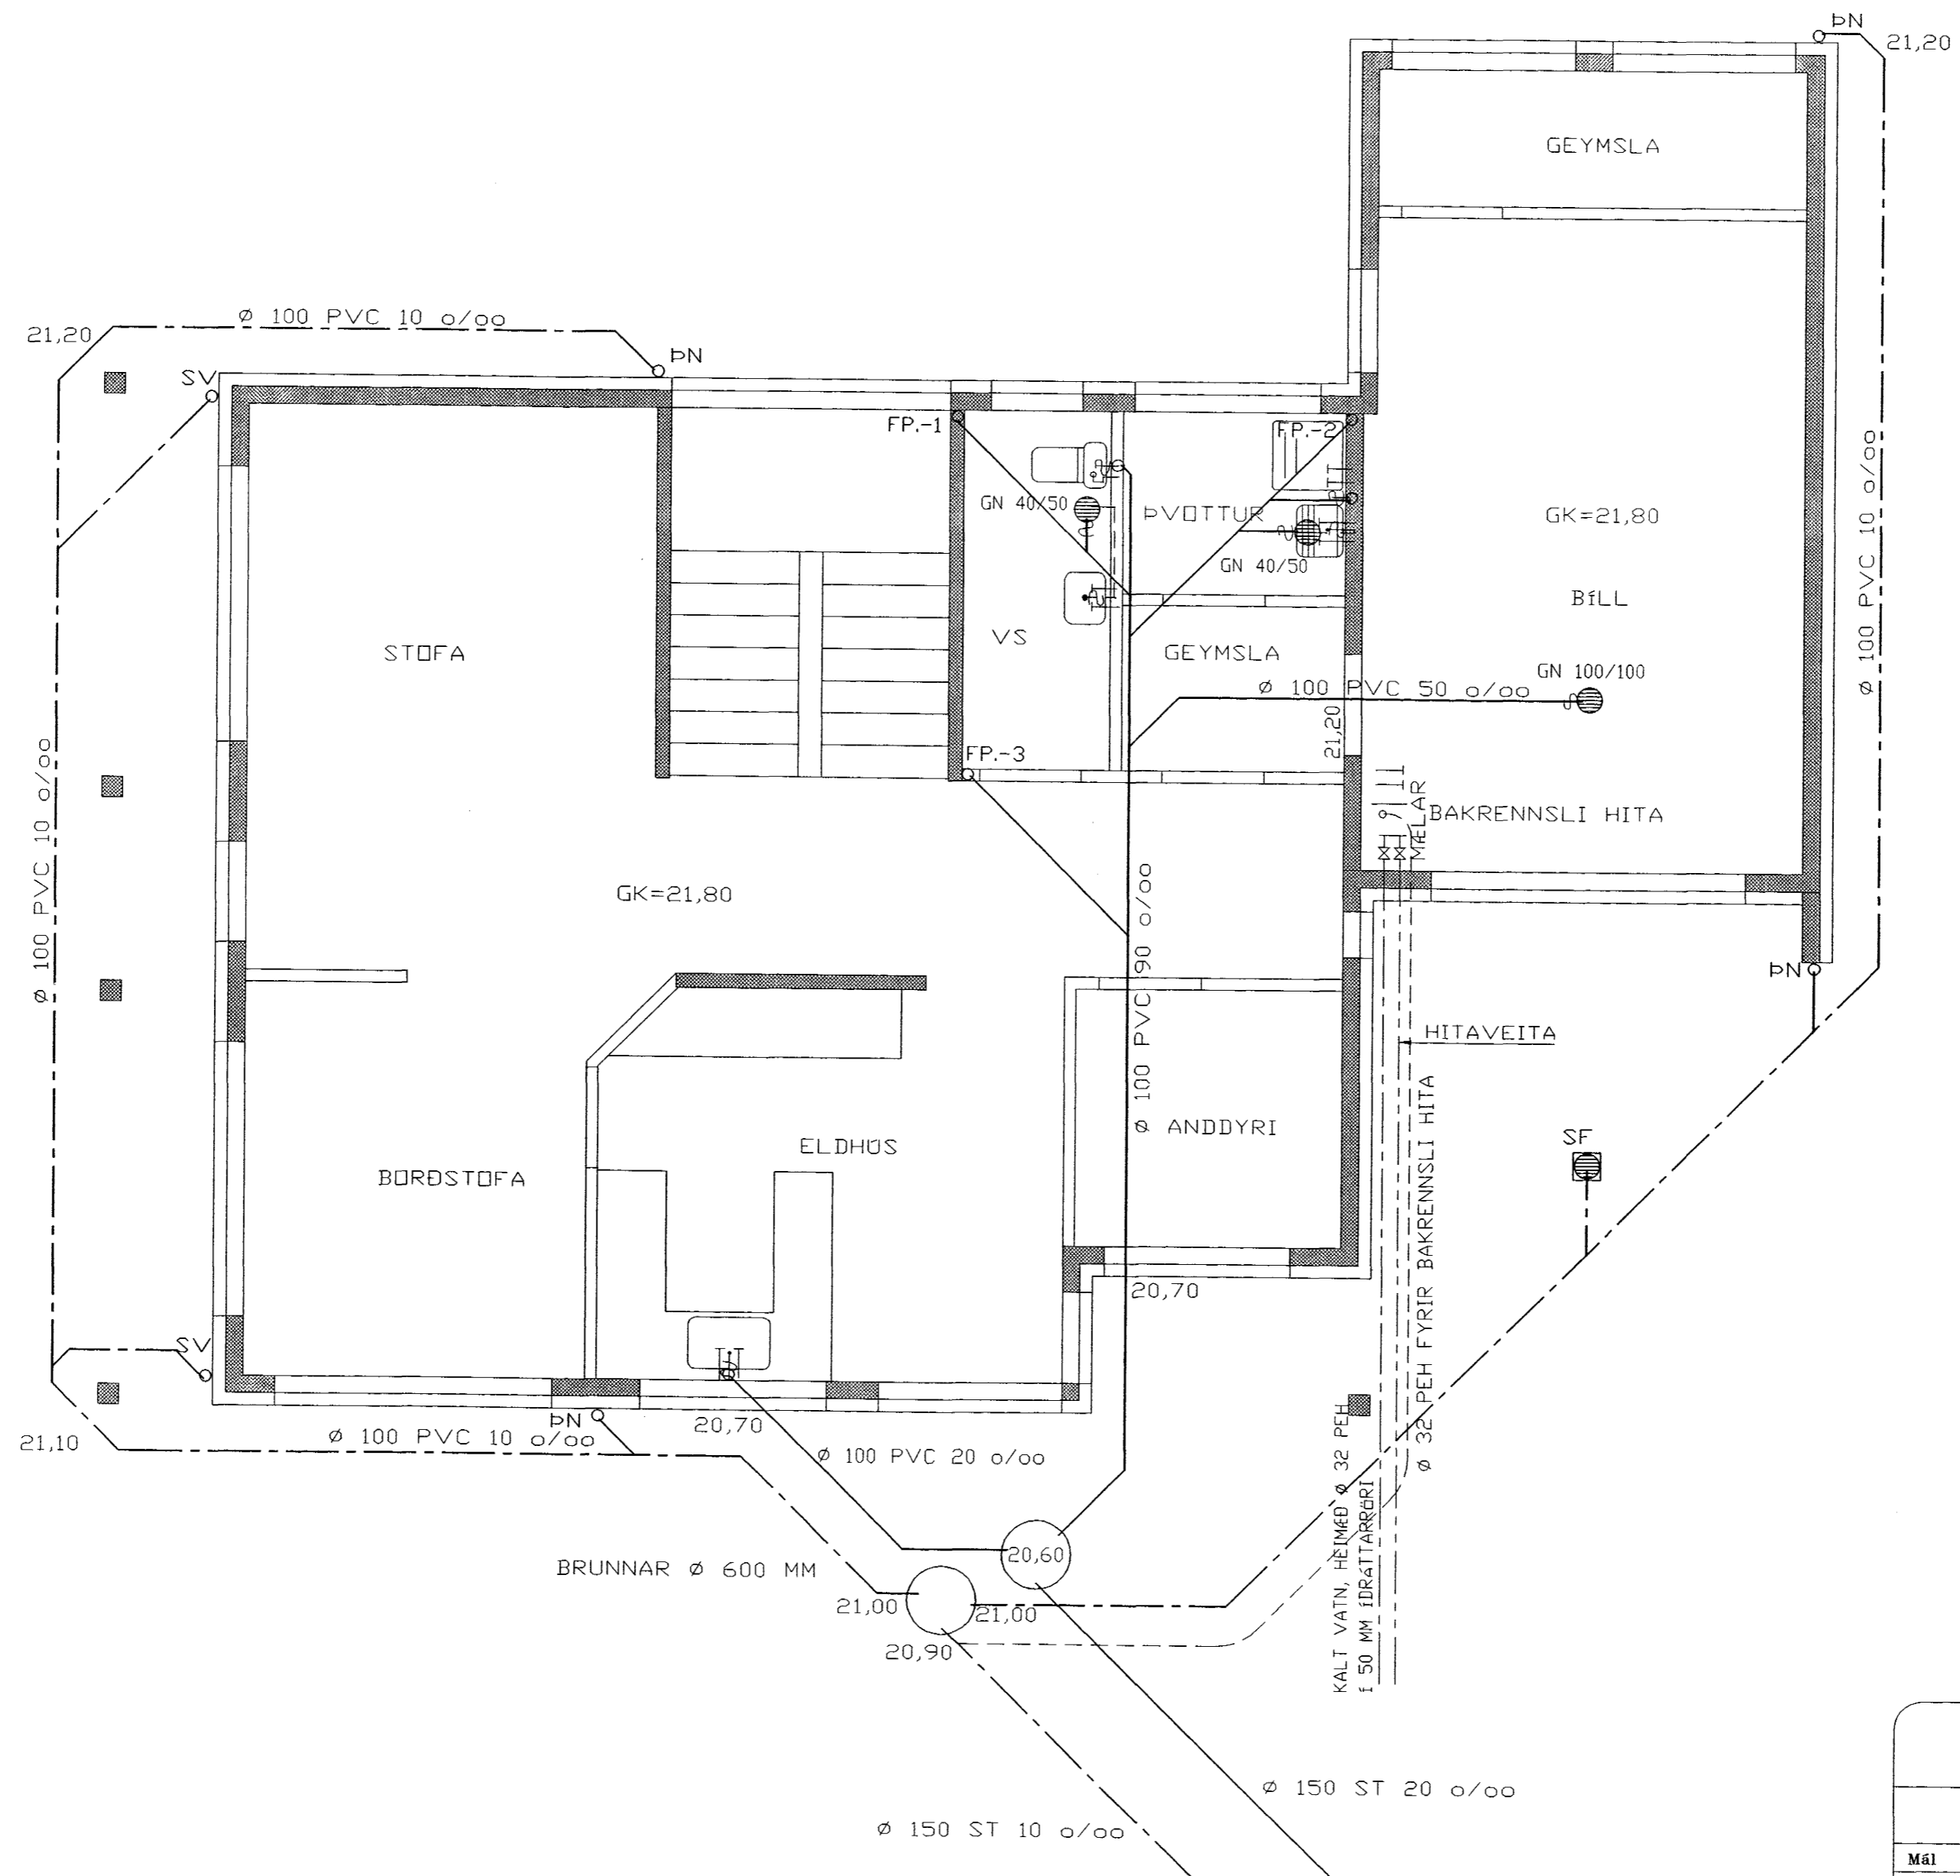 ÞN
21,20
GEYMSLA
Ø 100 PVC 10 o/oo
21,20
ÞN
SV
FP.-1
FP.-2
Ø 100 PVC 10 o/oo
GN 40/50
ÞVOTTUR
GK=21,80
GN 40/50
BÍLL
STOFA
VS
GEYMSLA
GN 100/100
Ø 100 PVC 50 o/oo
21,20
FP.-3
Ø 100 PVC 10 o/oo
MÆLAR
BAKRENNSLI HITA
GK=21,80
Ø 100 PVC 90 o/oo
ÞN
HITAVEITA
Ø 32 PEH FYRIR BAKRENNSLI HITA
ANDDYRI
SF
ELDHÚS
BORÐSTOFA
20,70
SV
ÞN
20,70
21,10
Ø 100 PVC 10 o/oo
Ø 100 PVC 20 o/oo
KALT VATN, HEIMÆÐ Ø 32 PEH
Í 50 MM ÍDRÁTTARRÖRI
20,60
BRUNNAR Ø 600 MM
21,00
21,00
20,90
Ø 150 ST 20 o/oo
Ø 150 ST 10 o/oo
Mál